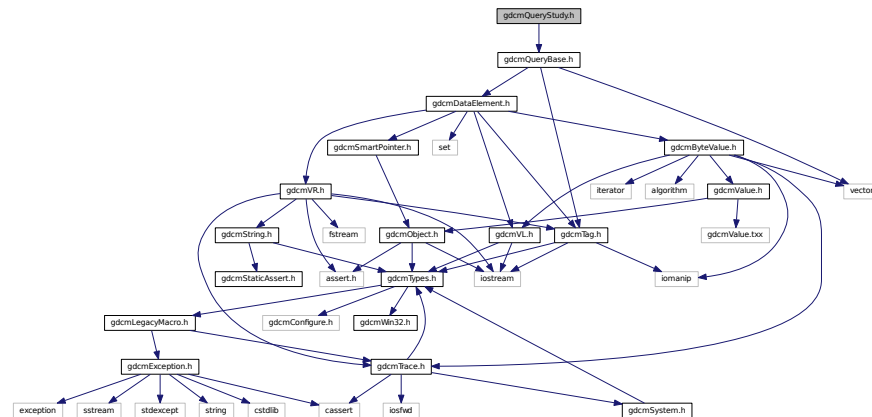 gdcmQueryStudy.h
gdcmQueryBase.h
gdcmDataElement.h
gdcmSmartPointer.h
set
gdcmByteValue.h
gdcmVR.h
iterator
algorithm
gdcmValue.h
vector
gdcmString.h
fstream
gdcmObject.h
gdcmVL.h
gdcmTag.h
gdcmValue.txx
gdcmStaticAssert.h
assert.h
gdcmTypes.h
iostream
iomanip
gdcmLegacyMacro.h
gdcmConfigure.h
gdcmWin32.h
gdcmException.h
gdcmTrace.h
exception
sstream
stdexcept
string
cstdlib
cassert
iosfwd
gdcmSystem.h